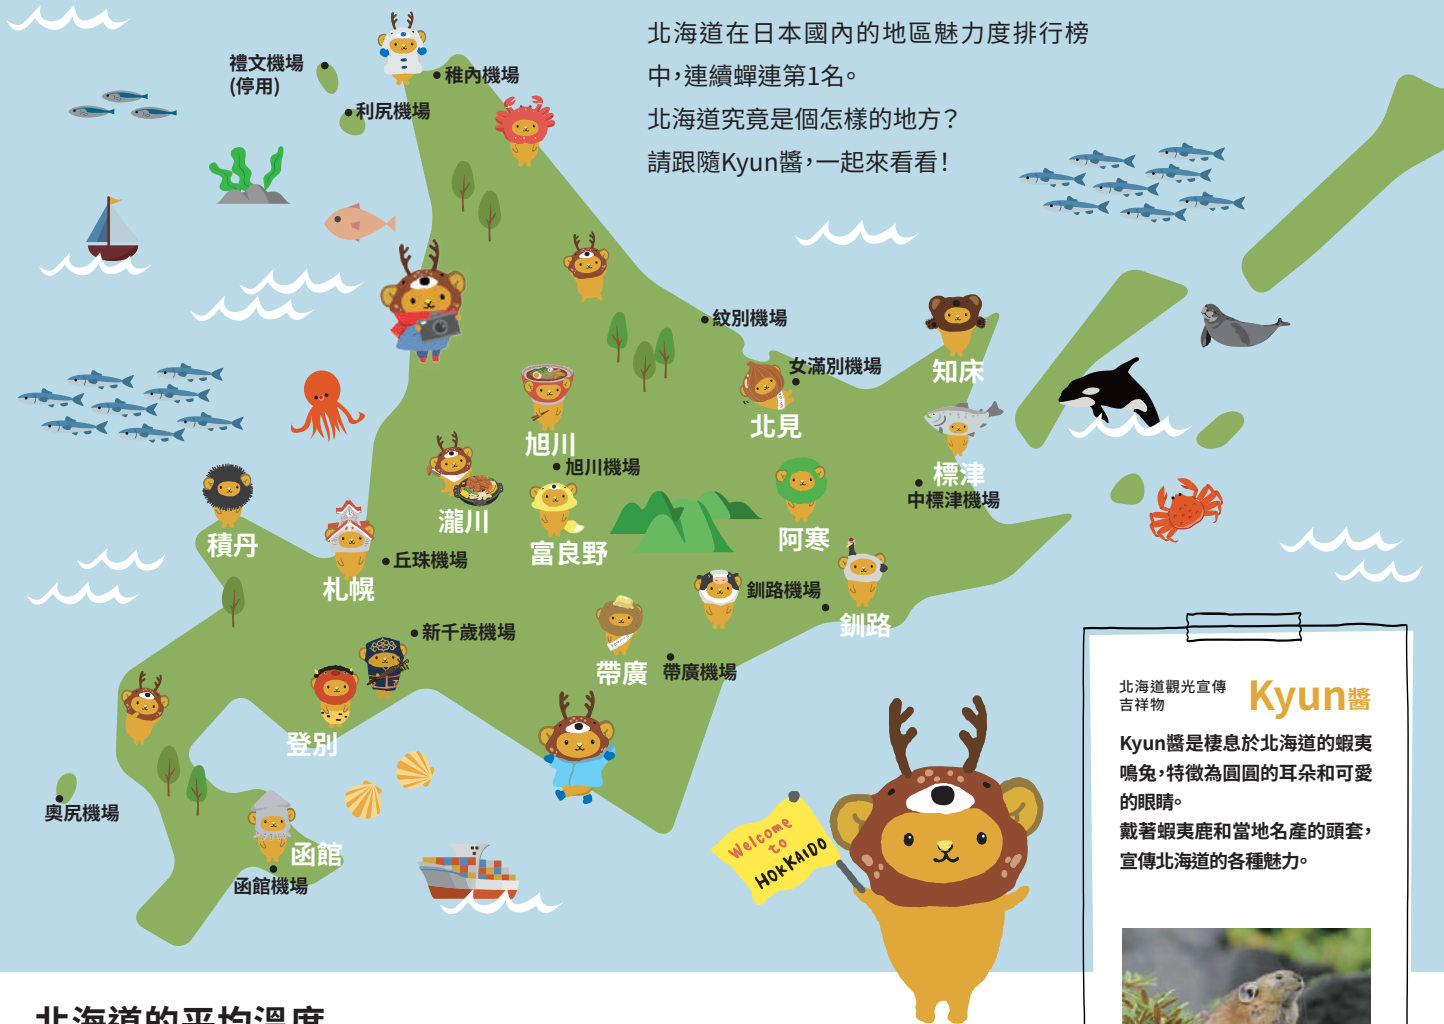 北海道在日本國內的地區魅力度排行榜
中，連續蟬連第1名。
北海道究竟是個怎樣的地方？
請跟隨Kyun醬，一起來看看！
禮文機場
(停用)
稚內機場
利尻機場
紋別機場
女滿別機場
知床
北見
旭川
旭川機場
標津
中標津機場
瀧川
富良野
阿寒
積丹
札幌
丘珠機場
釧路機場
釧路
新千歲機場
帶廣
帶廣機場
登別
奧尻機場
函館
函館機場
Welcome
to
HOKKAIDO
北海道觀光宣傳
吉祥物
Kyun醬
Kyun醬是棲息於北海道的蝦夷
鳴兔，特徵為圓圓的耳朵和可愛
的眼睛。
戴著蝦夷鹿和當地名產的頭套，
宣傳北海道的各種魅力。
北海道的平均溫度